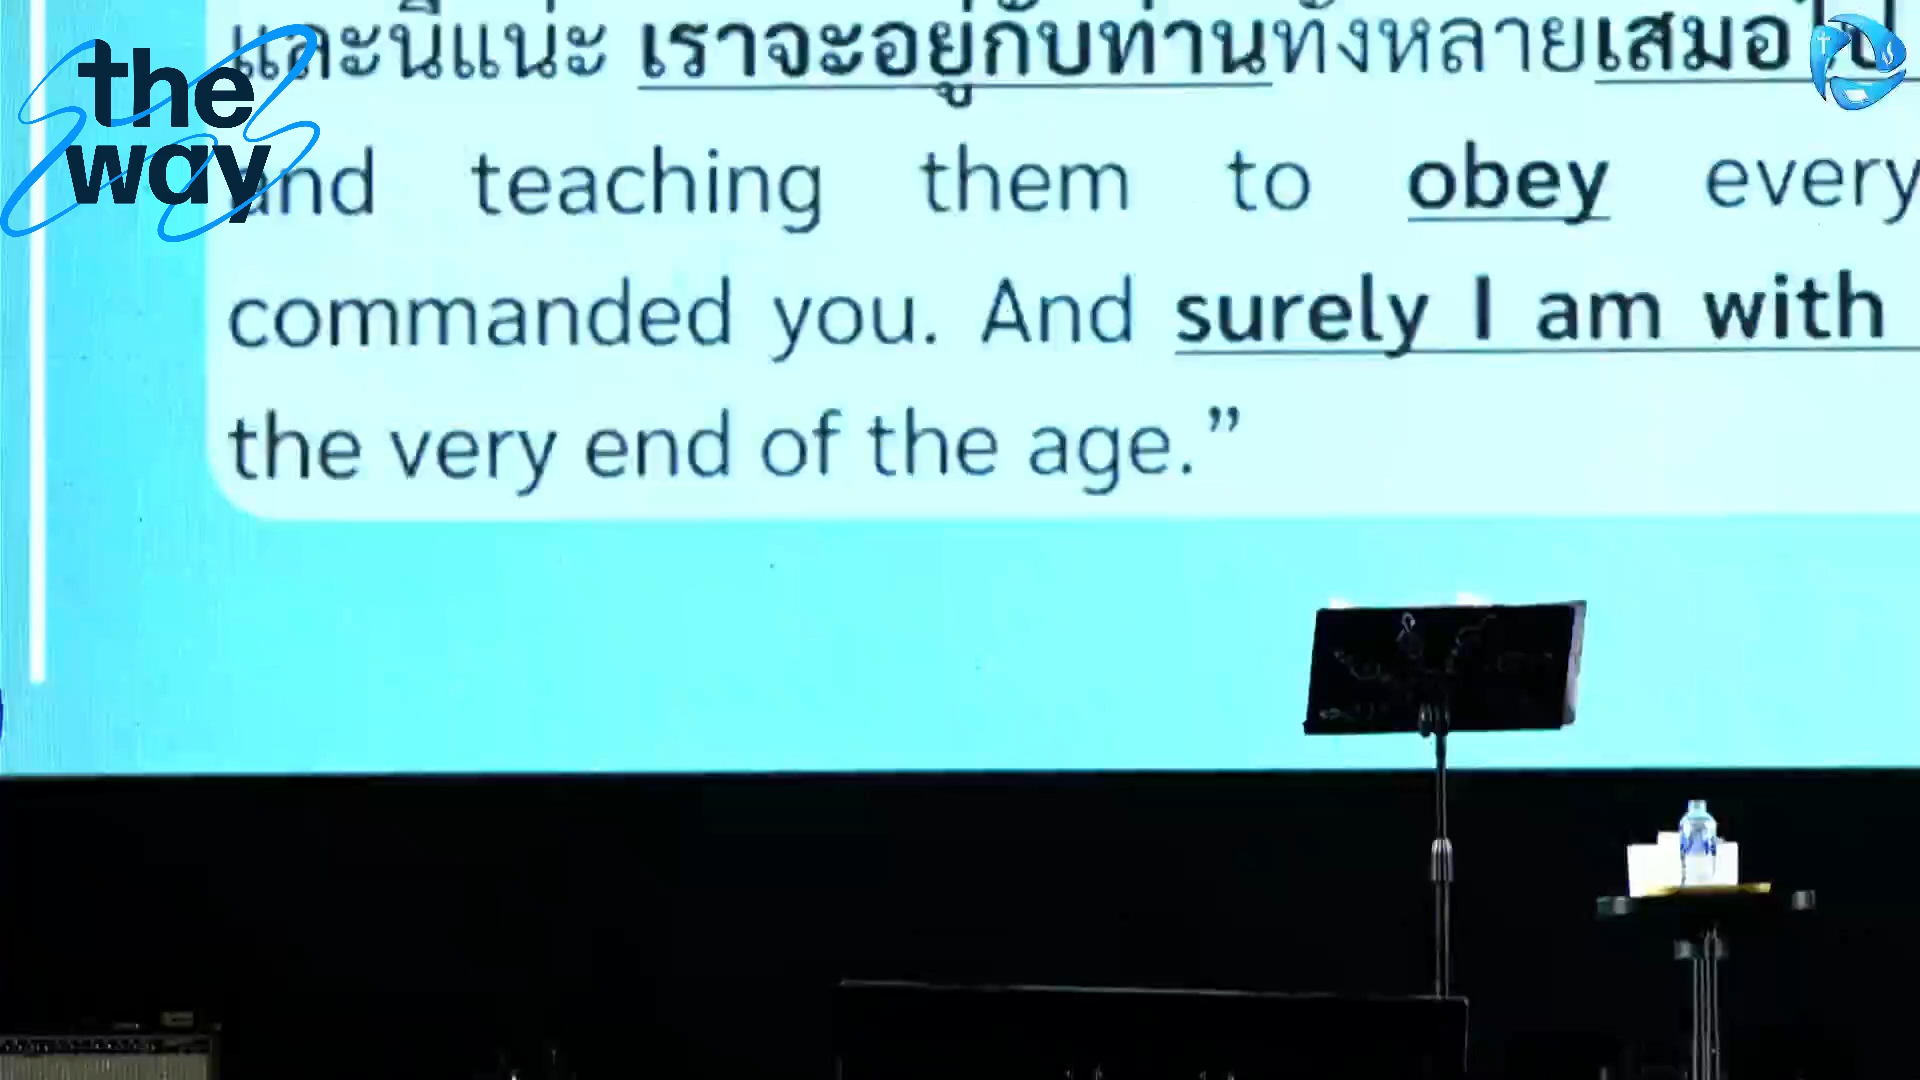 the
way
และนี่แน่ะ เราจะอยู่กับท่านทั้งหลายเสมอไป
and teaching them to obey every
commanded you. And surely I am with
the very end of the age.”